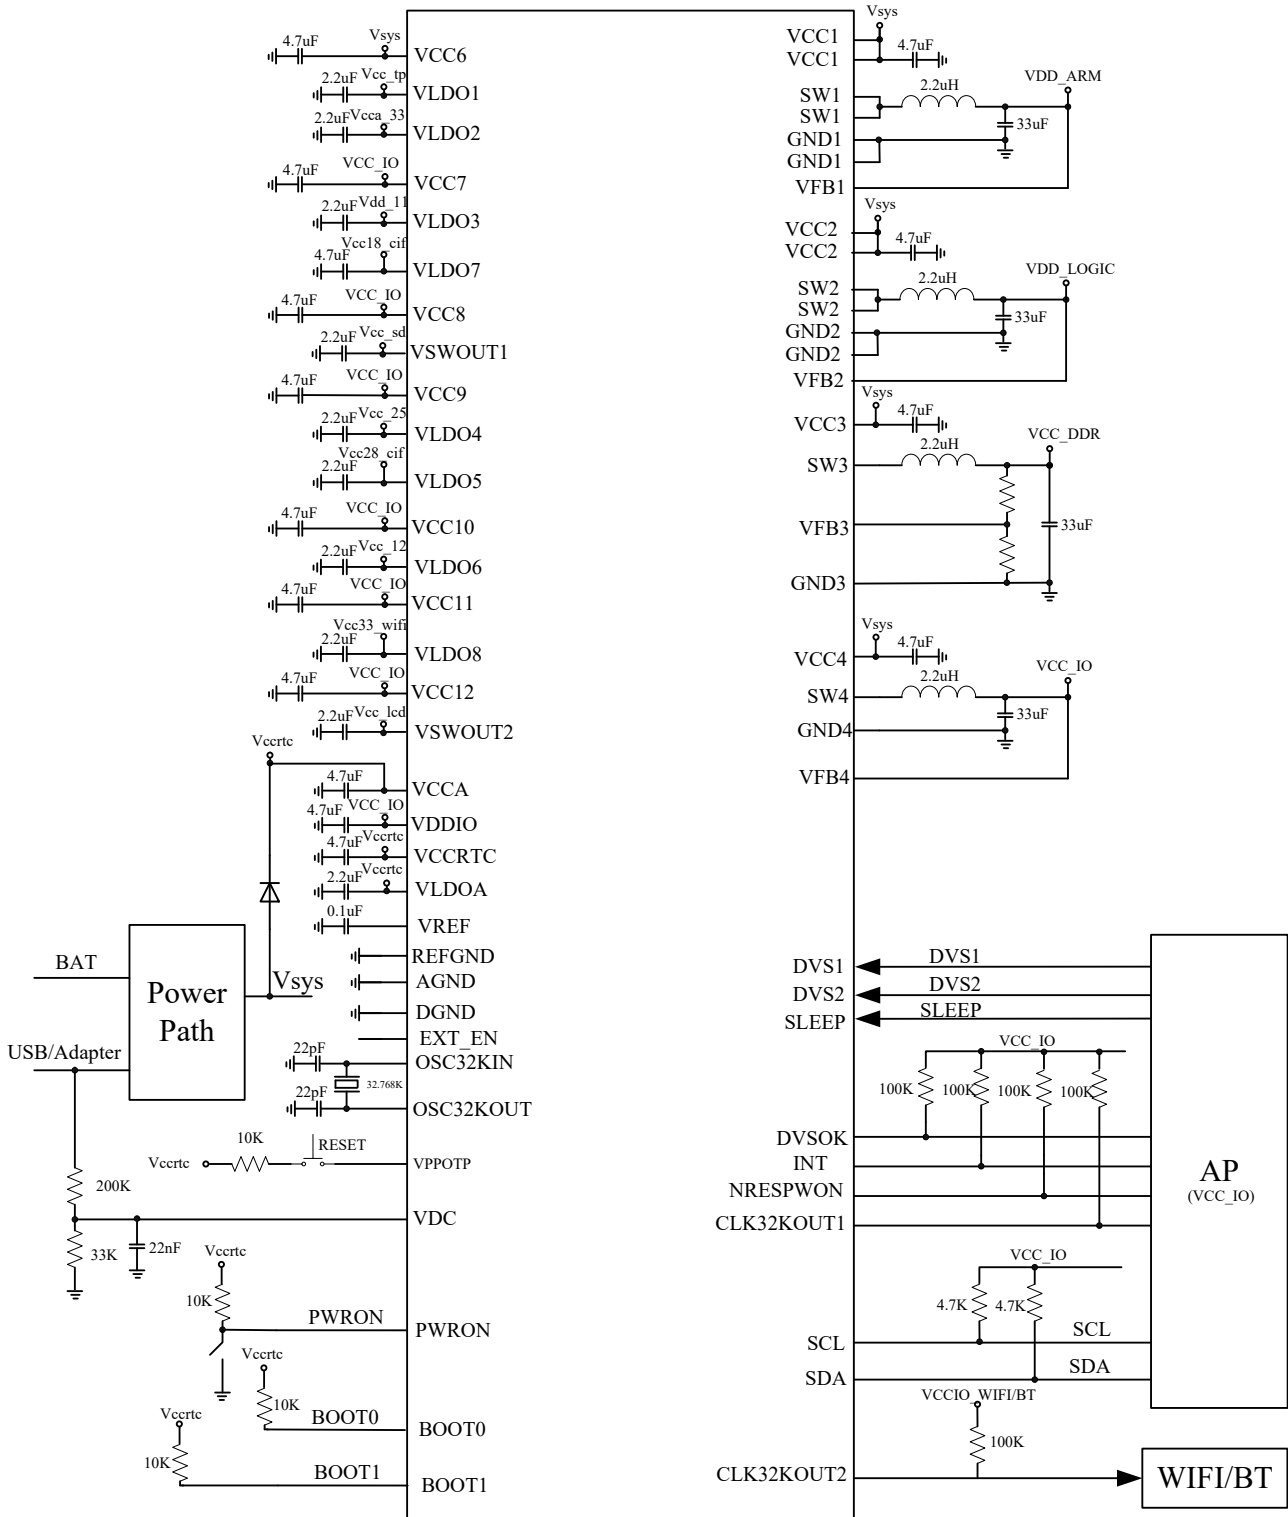 Vsys
4.7uF
VCC6
2.2uF
Vcc_tp
VLDO1
2.2uF
Vcca_33
VLDO2
VCC_IO
4.7uF
VCC7
2.2uF
Vdd_11
VLDO3
Vcc18_cif
4.7uF
VLDO7
VCC_IO
4.7uF
VCC8
2.2uF
Vcc_sd
VSWOUT1
VCC_IO
4.7uF
VCC9
2.2uF
Vcc_25
VLDO4
Vcc28_cif
2.2uF
VLDO5
VCC_IO
4.7uF
VCC10
2.2uF
Vcc_12
VLDO6
VCC_IO
4.7uF
VCC11
Vcc33_wifi
2.2uF
VLDO8
VCC_IO
4.7uF
VCC12
2.2uF
Vcc_lcd
VSWOUT2
Vccrtc
4.7uF
VCCA
4.7uF
VCC_IO
VDDIO
4.7uF
Vccrtc
VCCRTC
2.2uF
Vccrtc
VLDOA
0.1uF
VREF
REFGND
AGND
DGND
EXT_EN
BAT
Power
Path
Vsys
USB/Adapter
22pF
OSC32KIN
32.768K
22pF
OSC32KOUT
10K
RESET
Vccrtc
VPPOTP
200K
VDC
33K
22nF
Vccrtc
10K
PWRON
PWRON
Vccrtc
10K
BOOT0
BOOT0
Vccrtc
10K
BOOT1
BOOT1
Vsys
VCC1
VCC1
4.7uF
SW1
SW1
2.2uH
VDD_ARM
33uF
GND1
GND1
VFB1
Vsys
VCC2
VCC2
4.7uF
SW2
SW2
2.2uH
VDD_LOGIC
33uF
GND2
GND2
VFB2
Vsys
4.7uF
VCC3
2.2uH
VCC_DDR
SW3
VFB3
33uF
GND3
Vsys
4.7uF
VCC4
2.2uH
VCC_IO
SW4
33uF
GND4
VFB4
DVS1
DVS1
DVS2
DVS2
SLEEP
SLEEP
VCC_IO
100K
100K
100K
100K
DVSOK
INT
NRESPWON
CLK32KOUT1
AP
(VCC_IO)
VCC_IO
4.7K
4.7K
SCL
SCL
SDA
SDA
VCCIO_WIFI/BT
100K
CLK32KOUT2
WIFI/BT